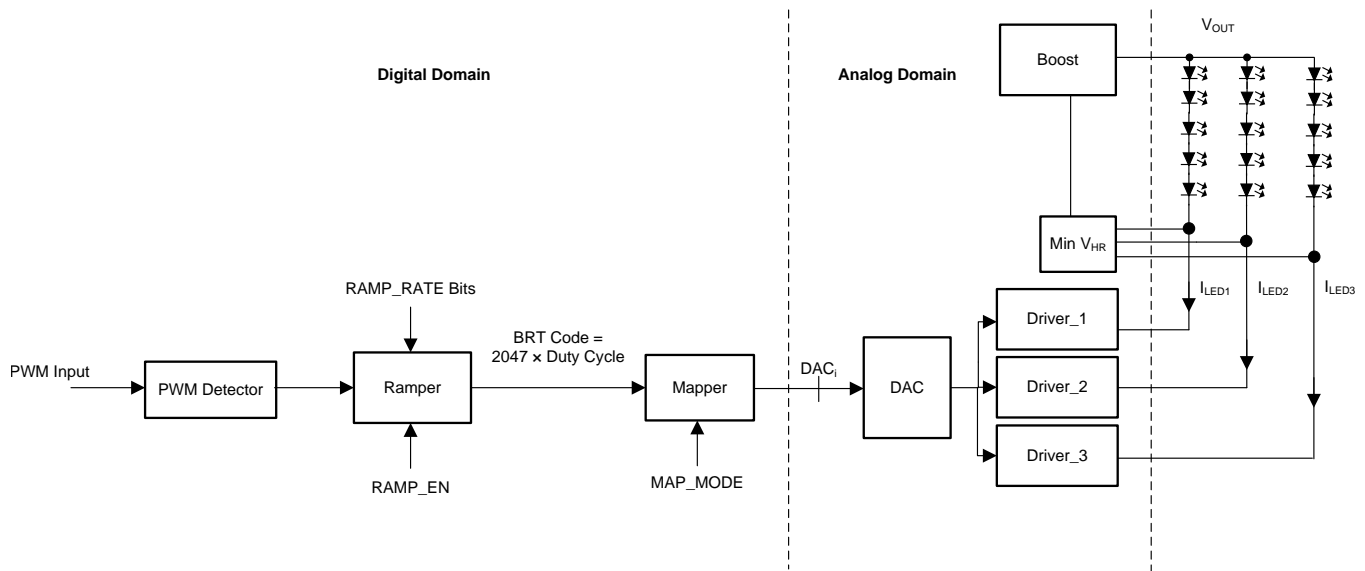 Digital Domain
Analog Domain
Boost
VOUT
Min VHR
ILED1
ILED2
ILED3
RAMP_RATE Bits
BRT Code =
2047 × Duty Cycle
PWM Input
PWM Detector
Ramper
Mapper
DACi
DAC
Driver_1
Driver_2
Driver_3
RAMP_EN
MAP_MODE